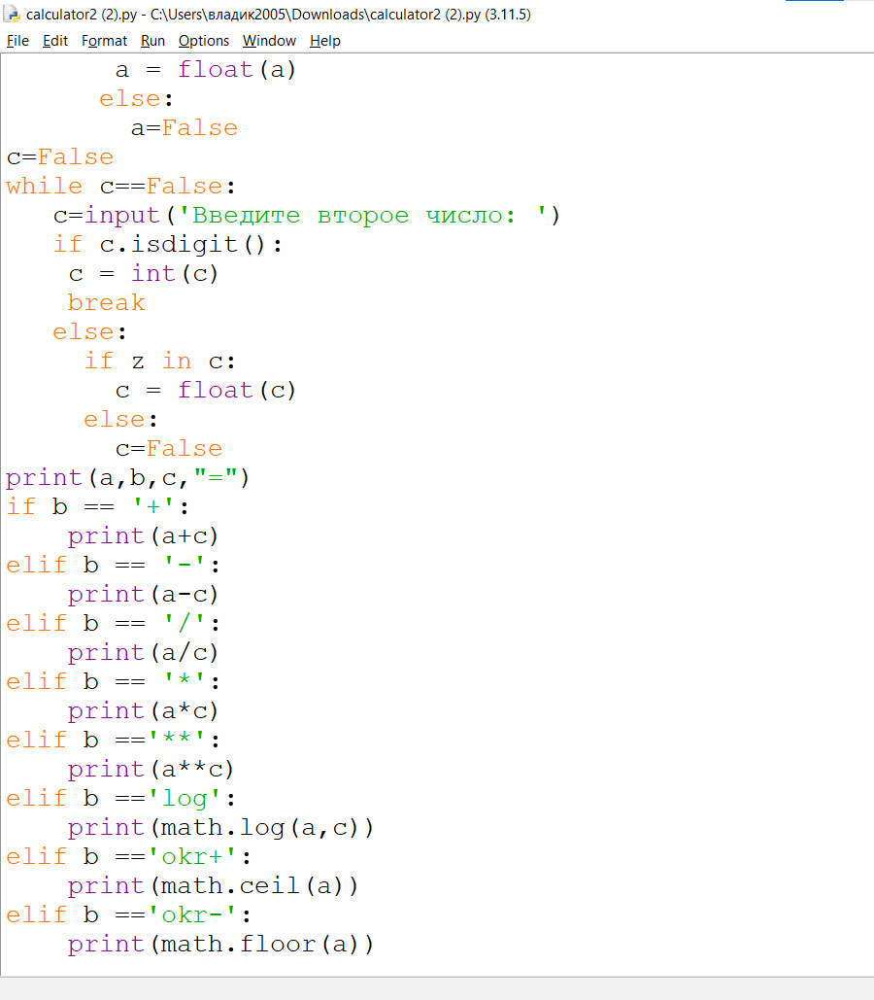 calculator2 (2).py - C:\Users\владик2005\Downloads\calculator2 (2).py (3.11.5)
File Edit Format Run Options Window Help
       a = float(a)
      else:
        a=False
c=False
while c==False:
   c=input('Введите второе число: ')
   if c.isdigit():
    c = int(c)
    break
   else:
     if z in c:
       c = float(c)
     else:
       c=False
print(a,b,c,"=")
if b == '+':
    print(a+c)
elif b == '-':
    print(a-c)
elif b == '/':
    print(a/c)
elif b == '*':
    print(a*c)
elif b =='**':
    print(a**c)
elif b =='log':
    print(math.log(a,c))
elif b =='okr+':
    print(math.ceil(a))
elif b =='okr-':
    print(math.floor(a))